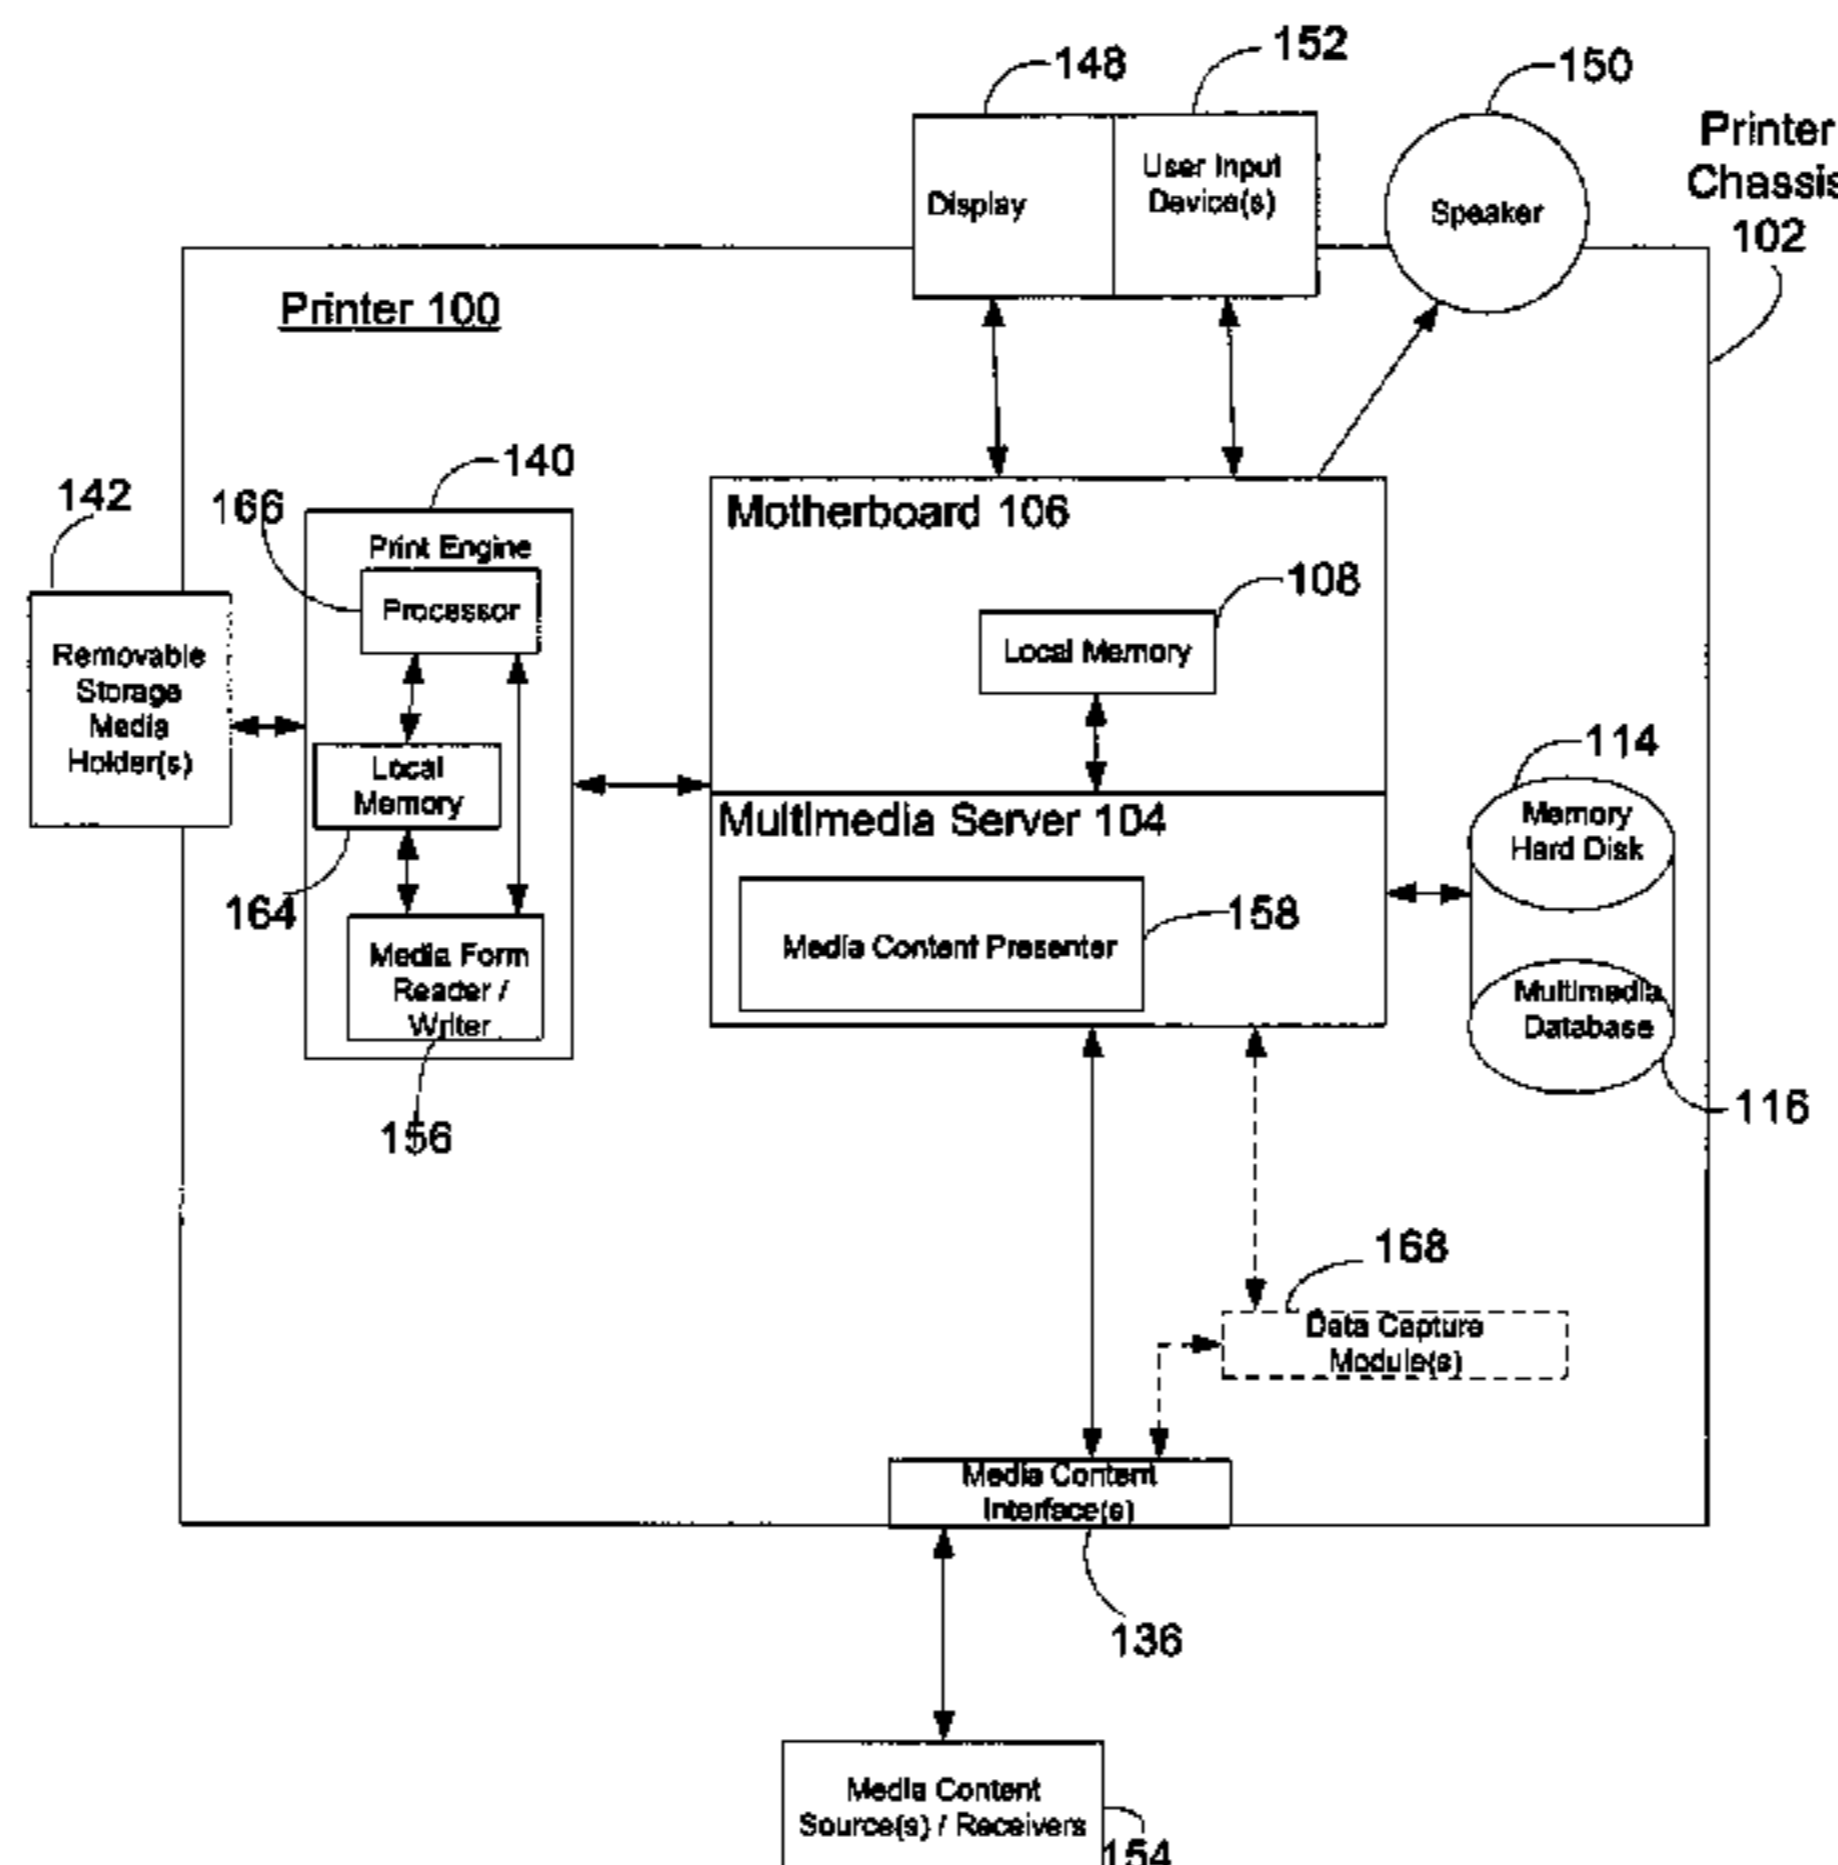 148
152
150
Printer
Chassis
102
Display
User Input
Device(s)
Speaker
Printer 100
140
142
166
Print Engine
Processor
Motherboard 106
108
Local Memory
Removable
Storage
Media
Holder(s)
Local
Memory
Multimedia Server 104
114
Memory
Hard Disk
164
158
Media Content Presenter
Media Form
Reader /
Writer
Multimedia
Database
116
156
168
Data Capture
Module(s)
Media Content
Interface(s)
136
Media Content
Source(s) / Receivers
154